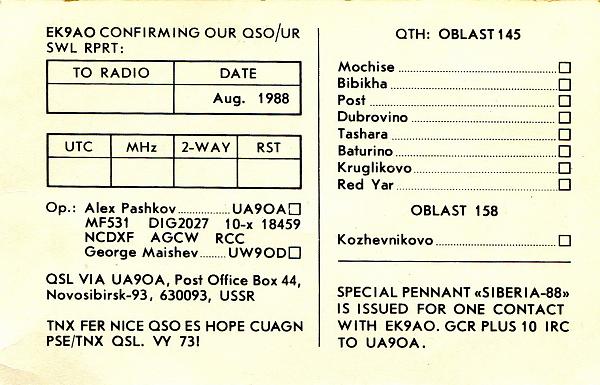 EK9AO CONFIRMING OUR QSO/UR
SWL RPRT:
TO RADIO DATE
Aug. 1988
UTC MHz 2-WAY RST
Op.: Alex Pashkov..............UA9OA☐
MF531 DIG2027 10-x 18459
NCDXF AGCW RCC
George Maishev.......UW9OD☐
QSL VIA UA9OA, Post Office Box 44,
Novosibirsk-93, 630093, USSR
TNX FER NICE QSO ES HOPE CUAGN
PSE/TNX QSL. VY 73!
QTH: OBLAST 145
Mochise..............................☐
Bibikha..............................☐
Post..............................☐
Dubrovino..............................☐
Tashara..............................☐
Baturino..............................☐
Kruglikovo..............................☐
Red Yar..............................☐
OBLAST 158
Kozhevnikovo..............................☐
SPECIAL PENNANT «SIBERIA-88»
IS ISSUED FOR ONE CONTACT
WITH EK9AO. GCR PLUS 10 IRC
TO UA9OA.